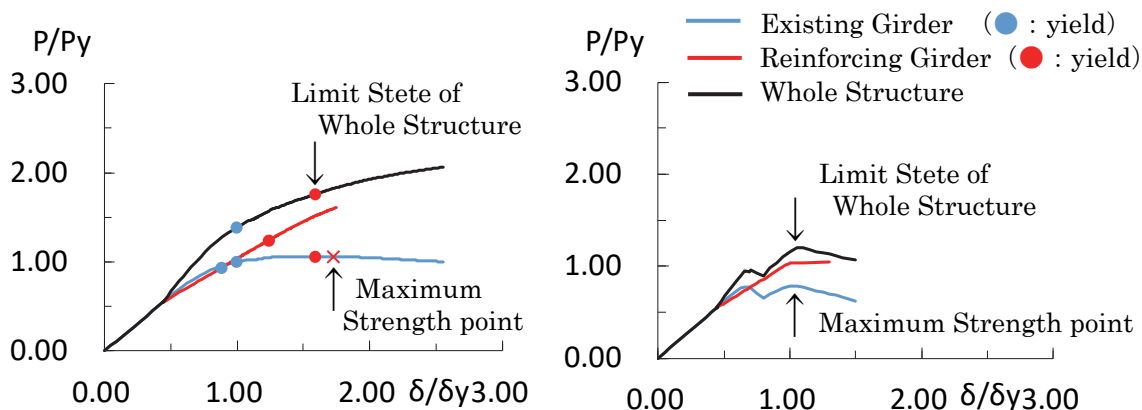 P/Py
3.00
2.00
1.00
0.00
0.00
1.00
2.00
δ/δy3.00
Limit Stete of
Whole Structure
Maximum
Strength point
Existing Girder （● : yield)
Reinforcing Girder（● : yield)
Whole Structure
P/Py
3.00
2.00
1.00
0.00
0.00
1.00
2.00
δ/δy3.00
Limit Stete of
Whole Structure
Maximum Strength point